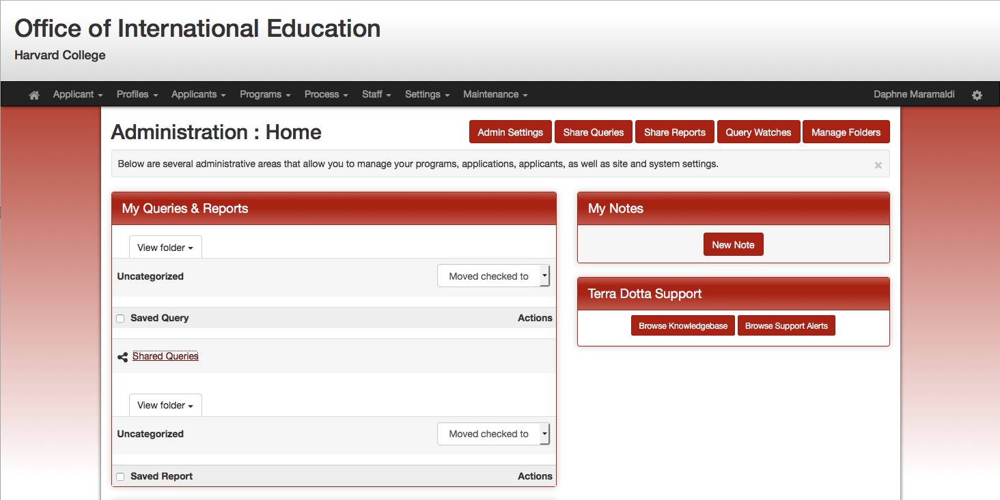 Office of International Education
Harvard College
Applicant Profiles Applicants Programs Process Staff Settings Maintenance Daphne Maramaldi
Administration : Home Admin Settings Share Queries Share Reports Query Watches Manage Folders
Below are several administrative areas that allow you to manage your programs, applications, applicants, as well as site and system settings. ×
My Queries & Reports
View folder
Uncategorized Moved checked to
Saved Query Actions
Shared Queries
View folder
Uncategorized Moved checked to
Saved Report Actions
My Notes
New Note
Terra Dotta Support
Browse Knowledgebase Browse Support Alerts